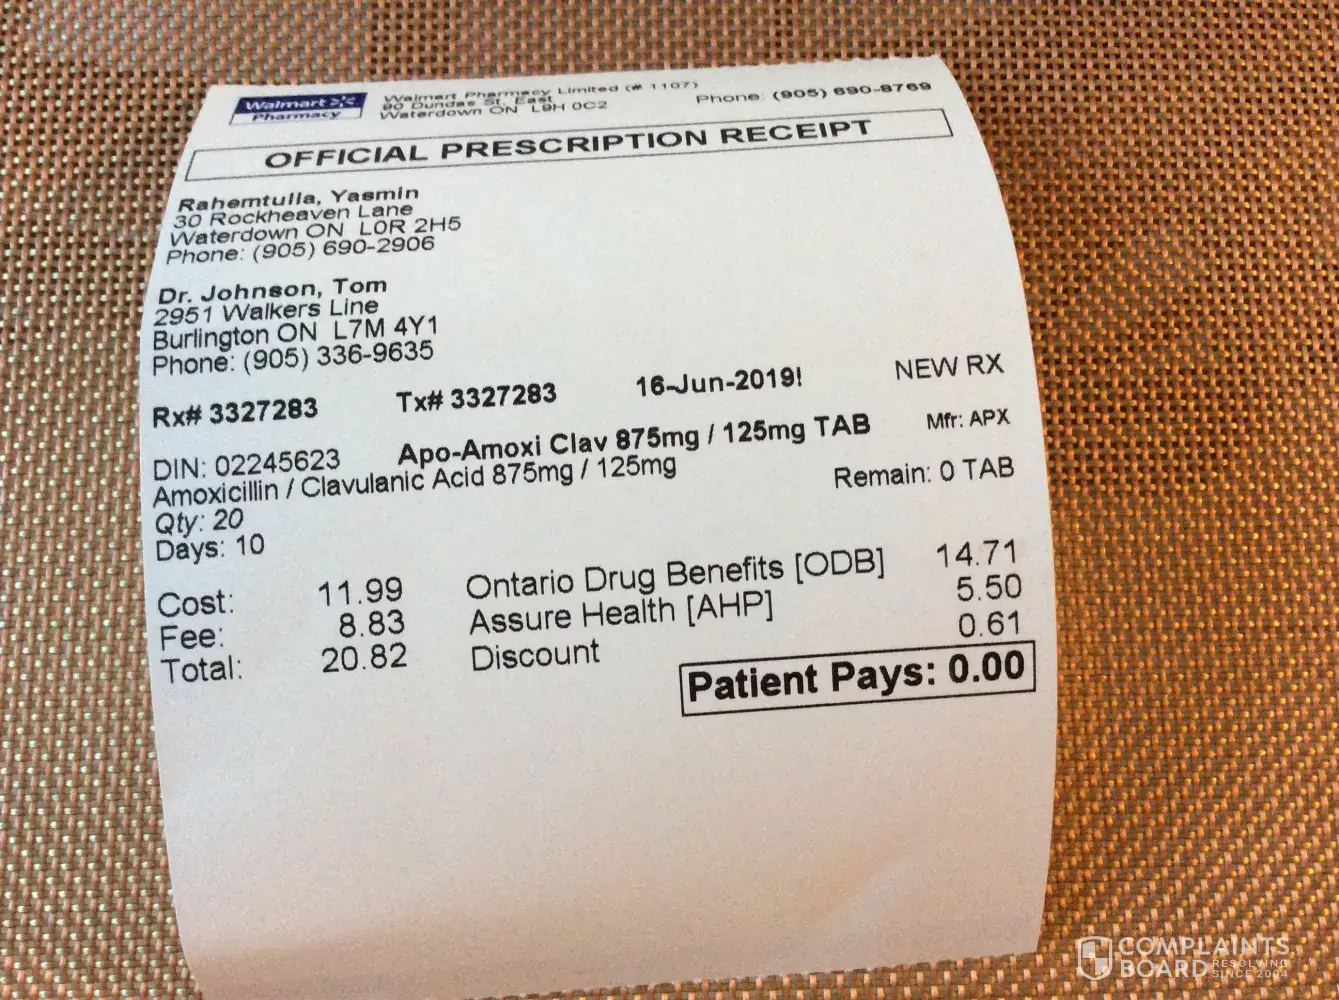 Walmart
Pharmacy
Walmart Pharmacy Limited (# 1107)
90 Dundas St. East
Waterdown ON L9H 0C2
Phone: (905) 690-8769
OFFICIAL PRESCRIPTION RECEIPT
Rahemtulla, Yasmin
30 Rockheaven Lane
Waterdown ON L0R 2H5
Phone: (905) 690-2906
Dr. Johnson, Tom
2951 Walkers Line
Burlington ON L7M 4Y1
Phone: (905) 336-9635
Rx# 3327283 Tx# 3327283 16-Jun-2019! NEW RX
DIN: 02245623 Apo-Amoxi Clav 875mg / 125mg TAB Mfr: APX
Amoxicillin / Clavulanic Acid 875mg / 125mg Remain: 0 TAB
Qty: 20
Days: 10
Cost: 11.99 Ontario Drug Benefits [ODB] 14.71
Fee: 8.83 Assure Health [AHP] 5.50
Total: 20.82 Discount 0.61
Patient Pays: 0.00
COMPLAINTS
BOARD RESOLVING
SINCE 2004